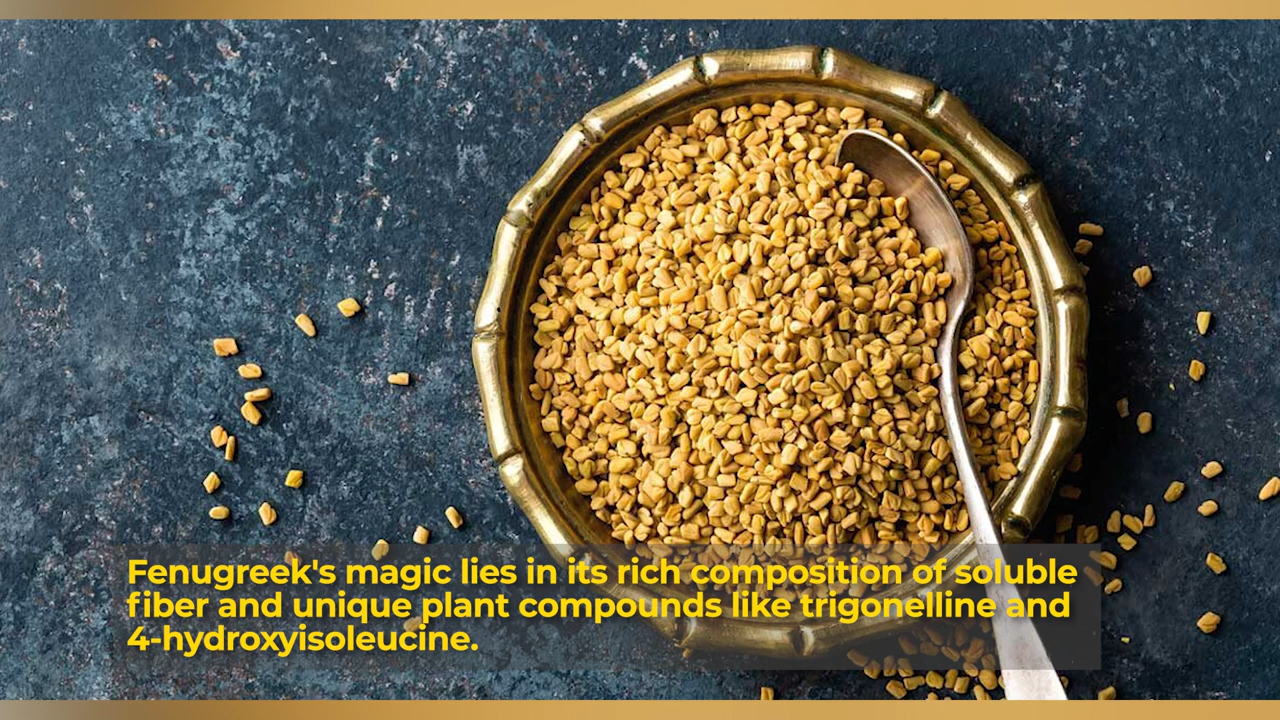 Fenugreek's magic lies in its rich composition of soluble
fiber and unique plant compounds like trigonelline and
4-hydroxyisoleucine.